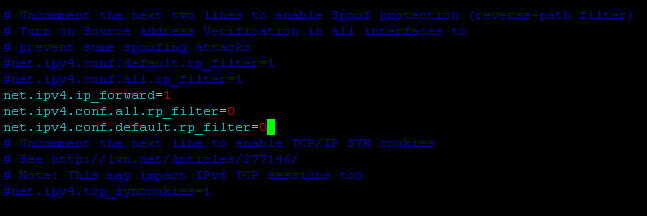 # Uncomment the next two lines to enable Spoof protection (reverse-path filter)
# Turn on Source Address Verification in all interfaces to
# prevent some spoofing attacks
#net.ipv4.conf.default.rp_filter=1
#net.ipv4.conf.all.rp_filter=1
net.ipv4.ip_forward=1
net.ipv4.conf.all.rp_filter=0
net.ipv4.conf.default.rp_filter=0
# Uncomment the next line to enable TCP/IP SYN cookies
# See http://lwn.net/Articles/277146/
# Note: This may impact IPv6 TCP sessions too
#net.ipv4.tcp_syncookies=1